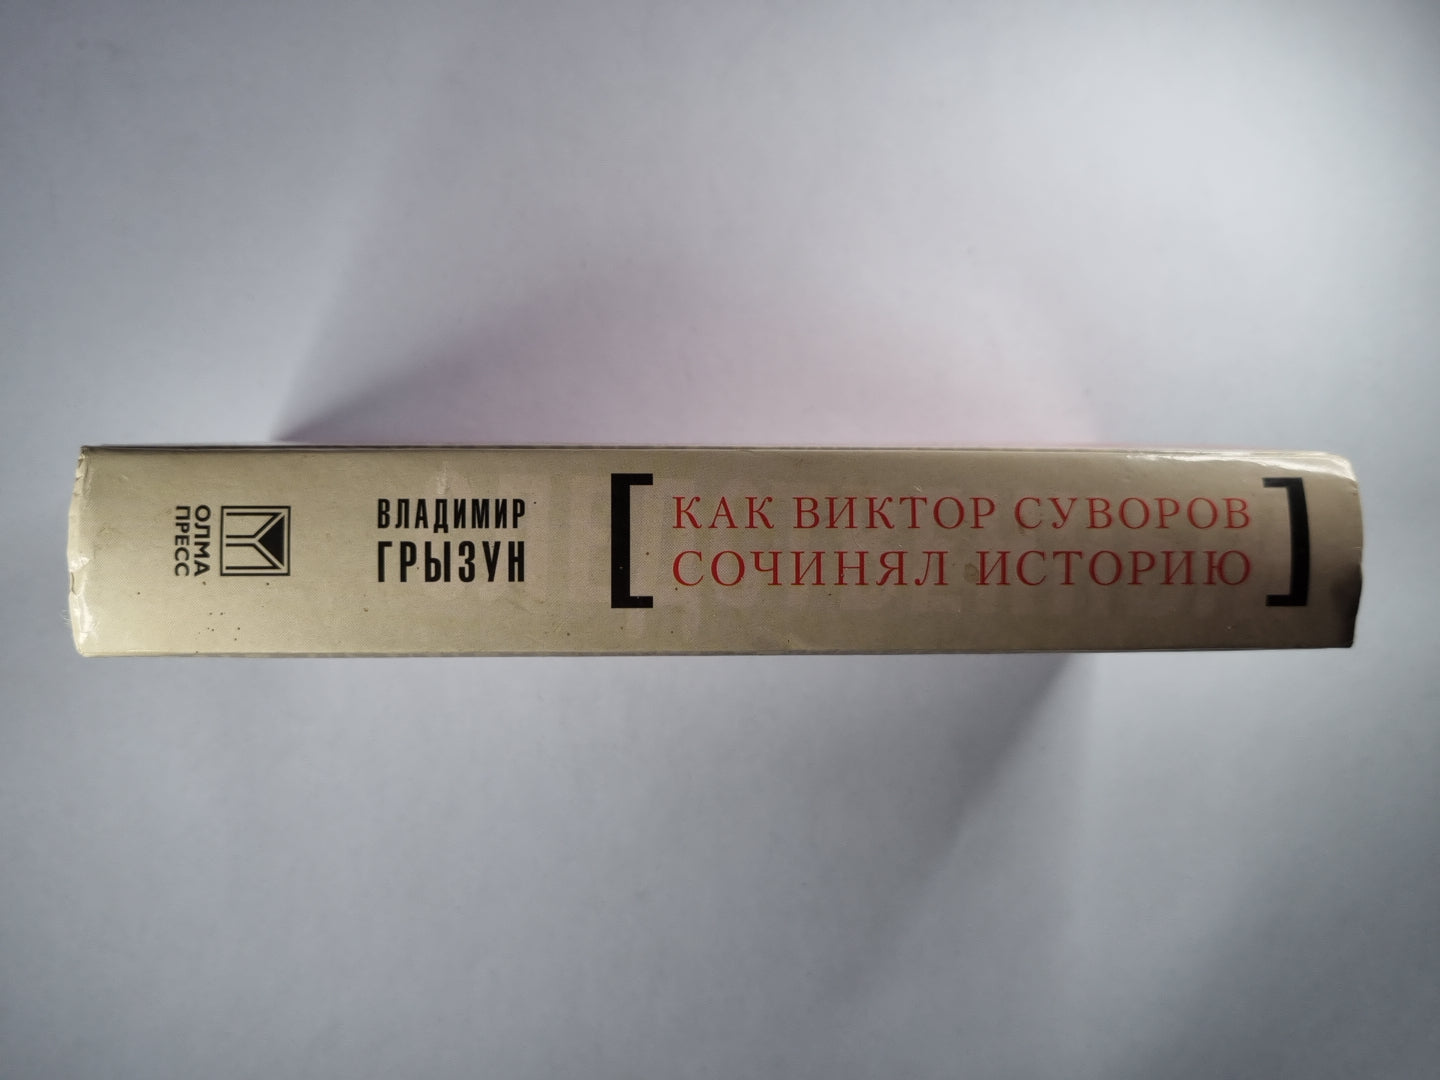 ОЛМА
ПРЕСС
ВЛАДИМИР
ГРЫЗУН
[ КАК ВИКТОР СУВОРОВ
СОЧИНЯЛ ИСТОРИЮ ]